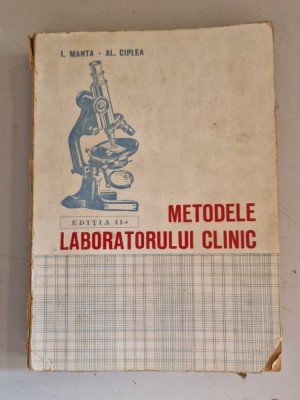 I. MANTA - AL. CIPLEA
EDIȚIA II-a
METODELE
LABORATORULUI CLINIC